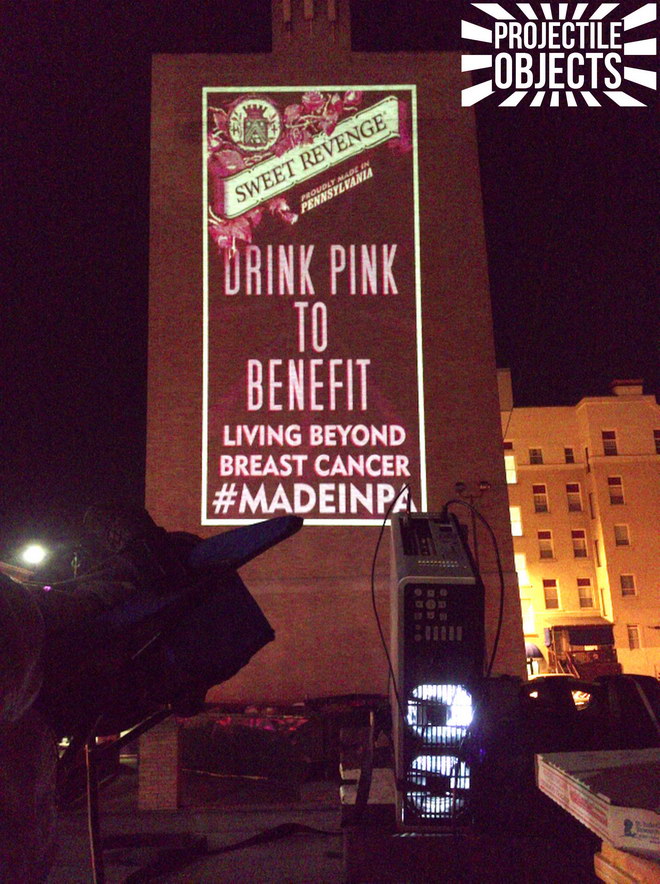 PROJECTILE
OBJECTS
SWEET REVENGE
PROUDLY MADE IN
PENNSYLVANIA
DRINK PINK
TO
BENEFIT
LIVING BEYOND
BREAST CANCER
#MADEINPA